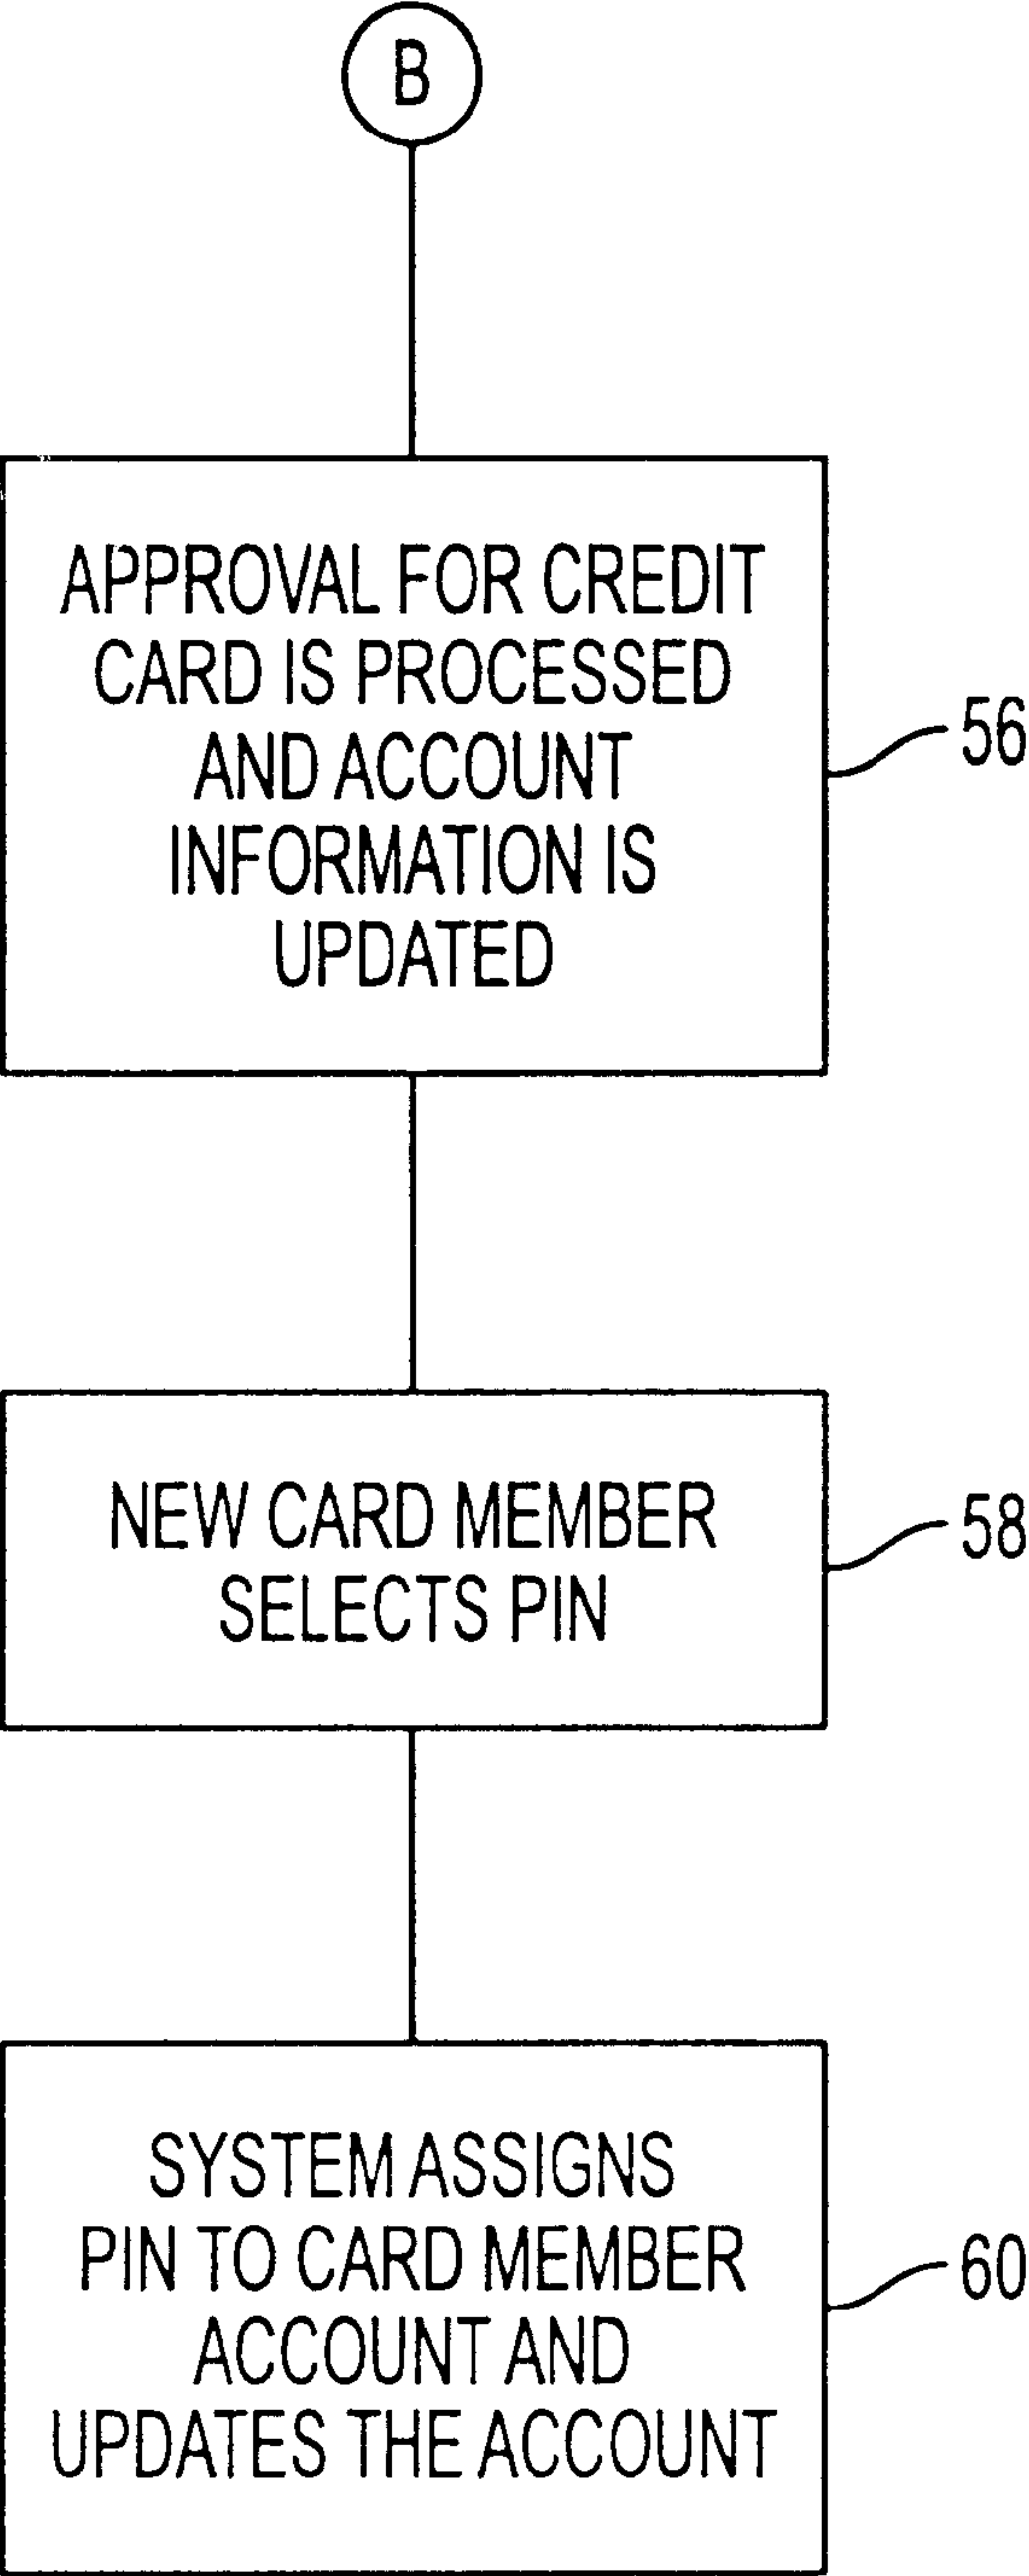 B
APPROVAL FOR CREDIT
CARD IS PROCESSED
AND ACCOUNT
INFORMATION IS
UPDATED
56
NEW CARD MEMBER
SELECTS PIN
58
SYSTEM ASSIGNS
PIN TO CARD MEMBER
ACCOUNT AND
UPDATES THE ACCOUNT
60